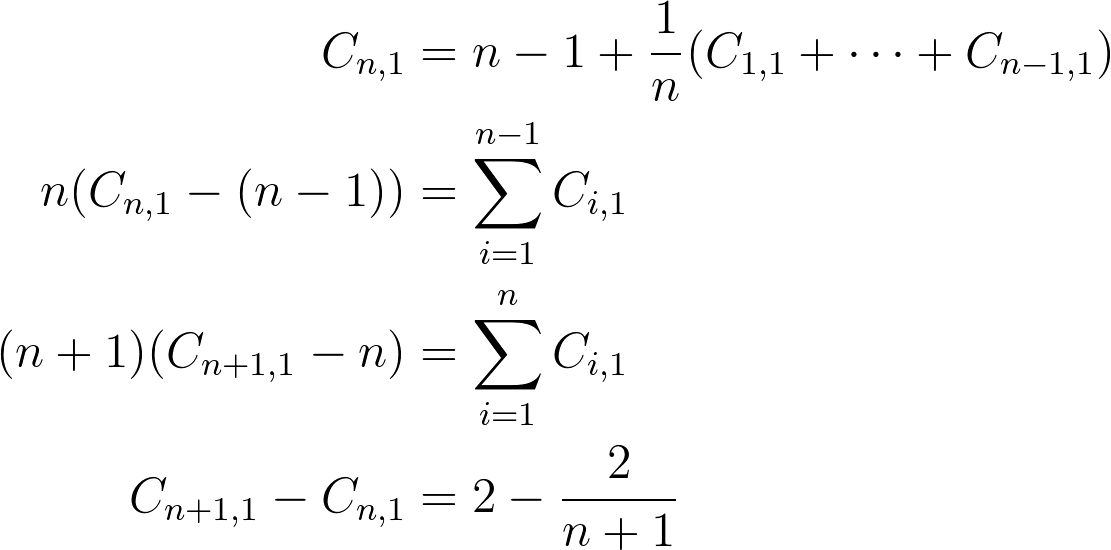 C_{n,1} = n - 1 + \frac{1}{n}(C_{1,1} + \cdots + C_{n-1,1})
n(C_{n,1} - (n - 1)) = \sum_{i=1}^{n-1} C_{i,1}
(n + 1)(C_{n+1,1} - n) = \sum_{i=1}^{n} C_{i,1}
C_{n+1,1} - C_{n,1} = 2 - \frac{2}{n + 1}